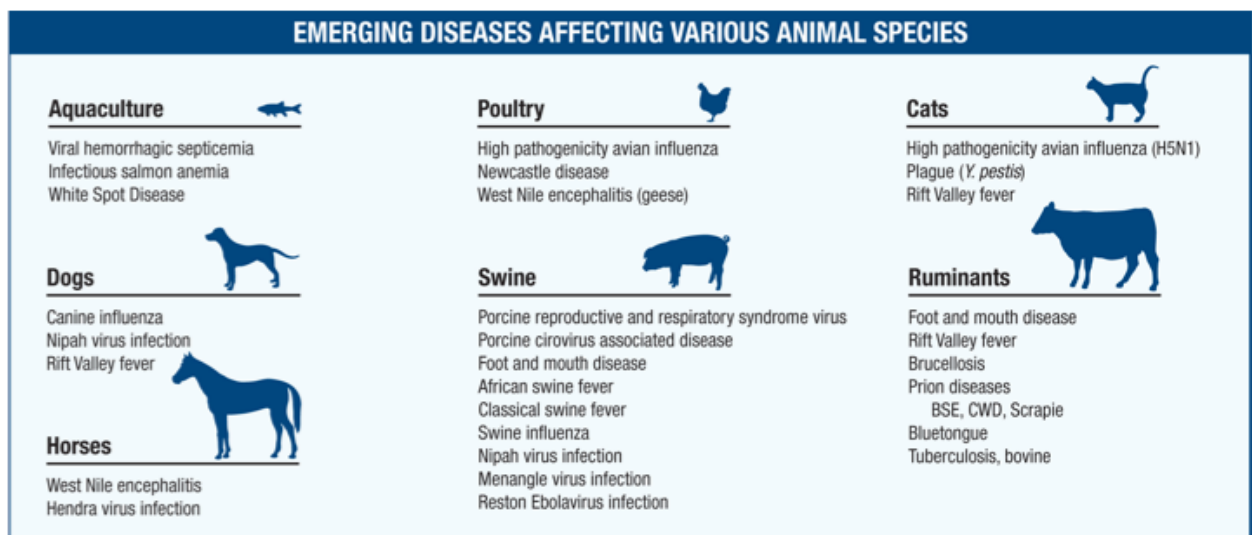 EMERGING DISEASES AFFECTING VARIOUS ANIMAL SPECIES
Aquaculture
Viral hemorrhagic septicemia
Infectious salmon anemia
White Spot Disease
Poultry
High pathogenicity avian influenza
Newcastle disease
West Nile encephalitis (geese)
Cats
High pathogenicity avian influenza (H5N1)
Plague (Y. pestis)
Rift Valley fever
Dogs
Canine influenza
Nipah virus infection
Rift Valley fever
Swine
Porcine reproductive and respiratory syndrome virus
Porcine cirovirus associated disease
Foot and mouth disease
African swine fever
Classical swine fever
Swine influenza
Nipah virus infection
Menangle virus infection
Reston Ebolavirus infection
Ruminants
Foot and mouth disease
Rift Valley fever
Brucellosis
Prion diseases
BSE, CWD, Scrapie
Bluetongue
Tuberculosis, bovine
Horses
West Nile encephalitis
Hendra virus infection